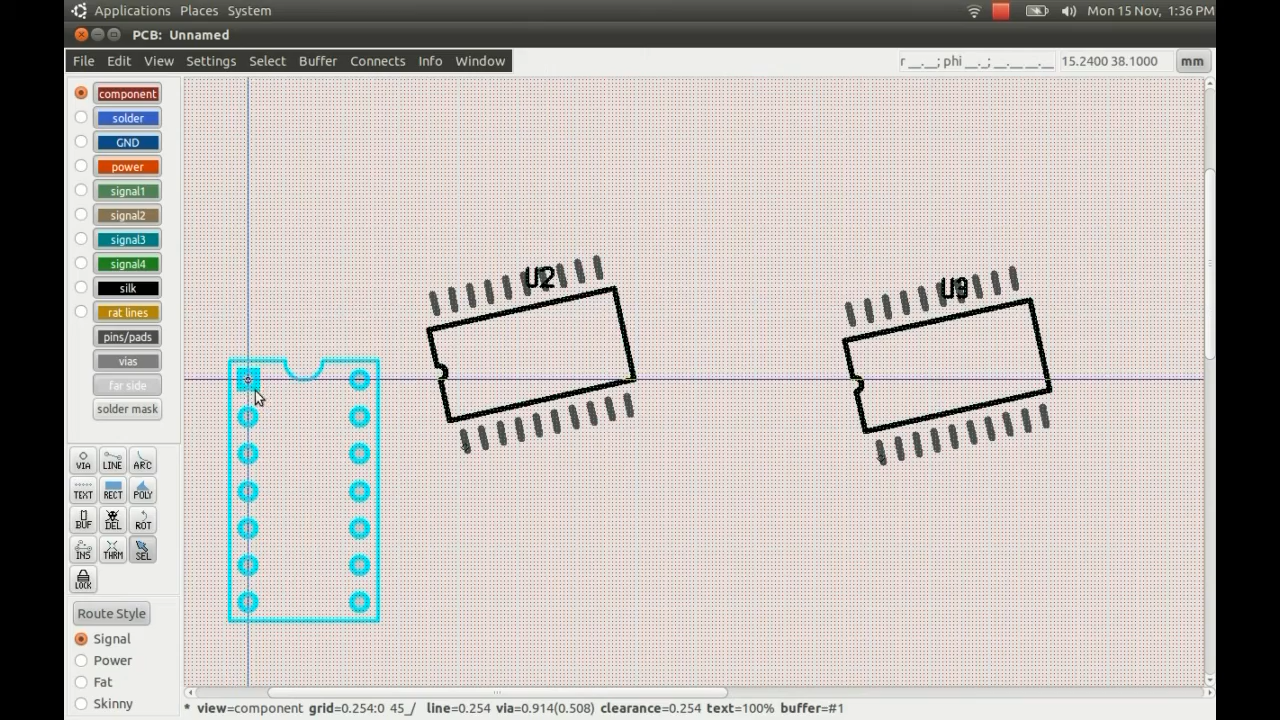 Applications Places System
Mon 15 Nov, 1:36 PM
PCB: Unnamed
File Edit View Settings Select Buffer Connects Info Window
r __.__; phi __._; __.__ __.__
15.2400 38.1000
mm
component
solder
GND
power
signal1
signal2
signal3
signal4
silk
rat lines
pins/pads
vias
far side
solder mask
VIA LINE ARC
TEXT RECT POLY
BUF DEL ROT
INS THRM SEL
LOCK
Route Style
Signal
Power
Fat
Skinny
U2
U3
* view=component grid=0.254:0 45_/ line=0.254 via=0.914(0.508) clearance=0.254 text=100% buffer=#1